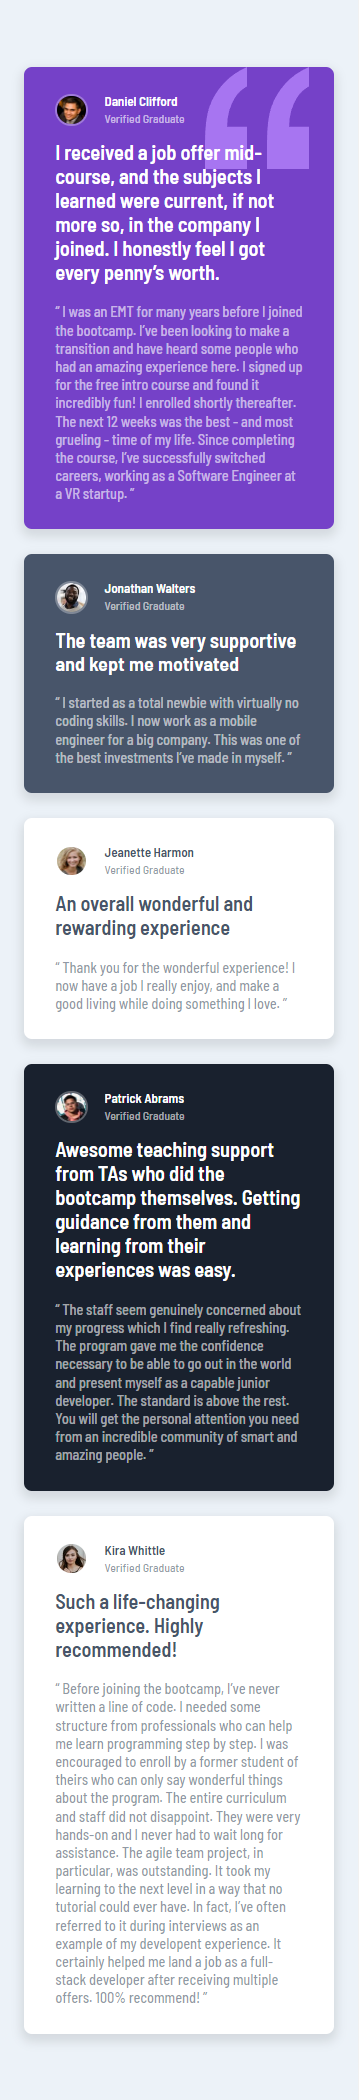 Daniel Clifford
Verified Graduate
I received a job offer mid-
course, and the subjects I
learned were current, if not
more so, in the company I
joined. I honestly feel I got
every penny’s worth.
“ I was an EMT for many years before I joined
the bootcamp. I’ve been looking to make a
transition and have heard some people who
had an amazing experience here. I signed up
for the free intro course and found it
incredibly fun! I enrolled shortly thereafter.
The next 12 weeks was the best - and most
grueling - time of my life. Since completing
the course, I’ve successfully switched
careers, working as a Software Engineer at
a VR startup. ”
Jonathan Walters
Verified Graduate
The team was very supportive
and kept me motivated
“ I started as a total newbie with virtually no
coding skills. I now work as a mobile
engineer for a big company. This was one of
the best investments I’ve made in myself. ”
Jeanette Harmon
Verified Graduate
An overall wonderful and
rewarding experience
“ Thank you for the wonderful experience! I
now have a job I really enjoy, and make a
good living while doing something I love. ”
Patrick Abrams
Verified Graduate
Awesome teaching support
from TAs who did the
bootcamp themselves. Getting
guidance from them and
learning from their
experiences was easy.
“ The staff seem genuinely concerned about
my progress which I find really refreshing.
The program gave me the confidence
necessary to be able to go out in the world
and present myself as a capable junior
developer. The standard is above the rest.
You will get the personal attention you need
from an incredible community of smart and
amazing people. ”
Kira Whittle
Verified Graduate
Such a life-changing
experience. Highly
recommended!
“ Before joining the bootcamp, I’ve never
written a line of code. I needed some
structure from professionals who can help
me learn programming step by step. I was
encouraged to enroll by a former student of
theirs who can only say wonderful things
about the program. The entire curriculum
and staff did not disappoint. They were very
hands-on and I never had to wait long for
assistance. The agile team project, in
particular, was outstanding. It took my
learning to the next level in a way that no
tutorial could ever have. In fact, I’ve often
referred to it during interviews as an
example of my developent experience. It
certainly helped me land a job as a full-
stack developer after receiving multiple
offers. 100% recommend! ”